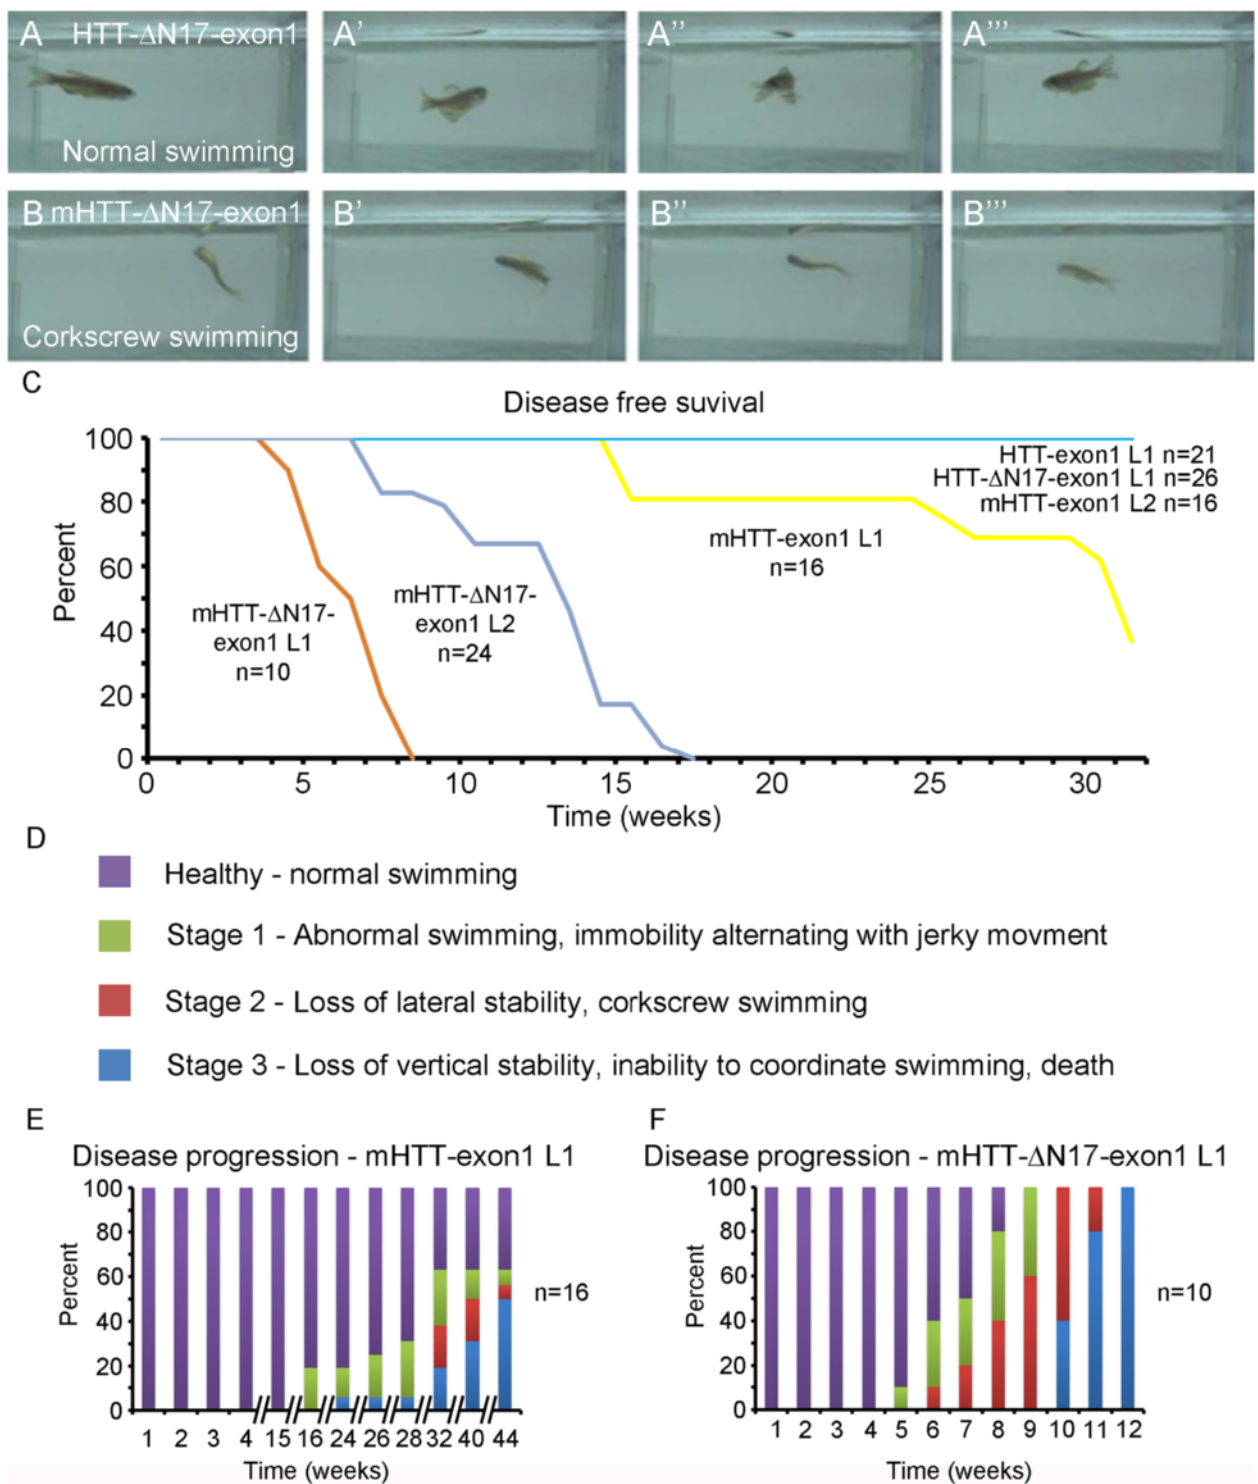 A HTT-ΔN17-exon1
A'
A''
A'''
Normal swimming
B mHTT-ΔN17-exon1
B'
B''
B'''
Corkscrew swimming
C
Disease free suvival
Percent
100
80
60
40
20
0
HTT-exon1 L1 n=21
HTT-ΔN17-exon1 L1 n=26
mHTT-exon1 L2 n=16
mHTT-exon1 L1
n=16
mHTT-ΔN17-
exon1 L2
n=24
mHTT-ΔN17-
exon1 L1
n=10
0 5 10 15 20 25 30
Time (weeks)
D
Healthy - normal swimming
Stage 1 - Abnormal swimming, immobility alternating with jerky movment
Stage 2 - Loss of lateral stability, corkscrew swimming
Stage 3 - Loss of vertical stability, inability to coordinate swimming, death
E
Disease progression - mHTT-exon1 L1
Percent
100
80
60
40
20
0
n=16
1 2 3 4 15 16 24 26 28 32 40 44
Time (weeks)
F
Disease progression - mHTT-ΔN17-exon1 L1
Percent
100
80
60
40
20
0
n=10
1 2 3 4 5 6 7 8 9 10 11 12
Time (weeks)